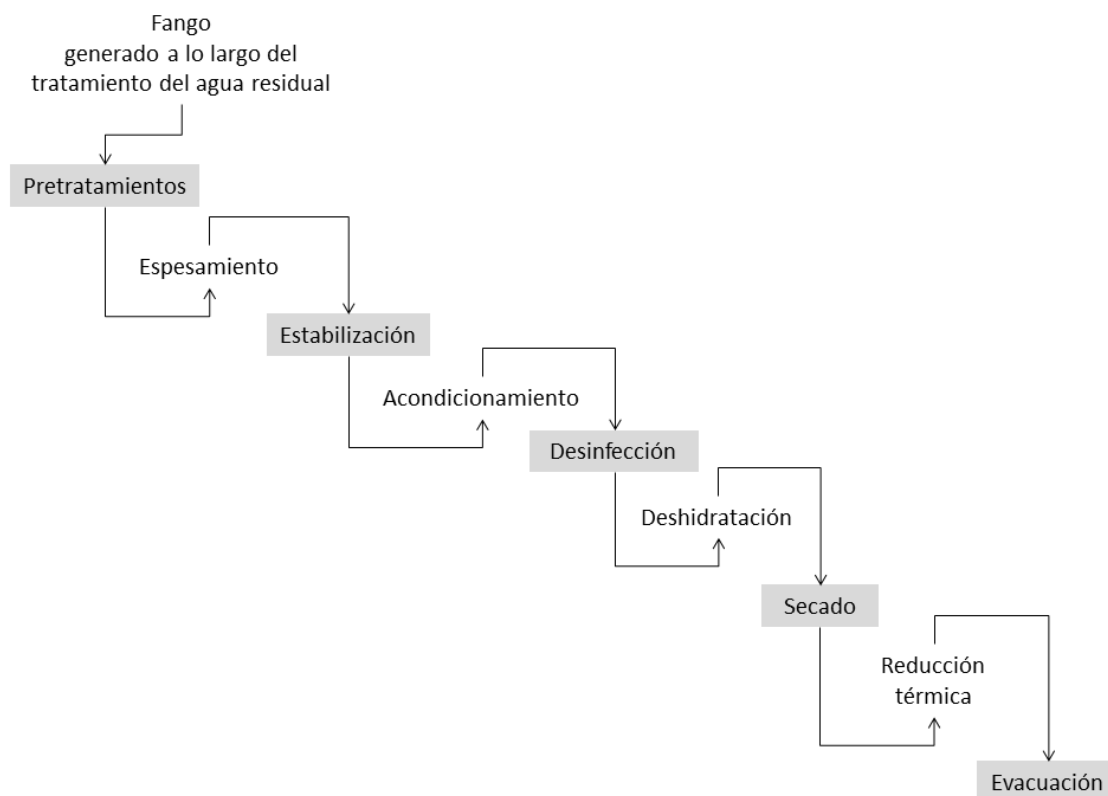 Fango
generado a lo largo del
tratamiento del agua residual
Pretratamientos
Espesamiento
Estabilización
Acondicionamiento
Desinfección
Deshidratación
Secado
Reducción
térmica
Evacuación